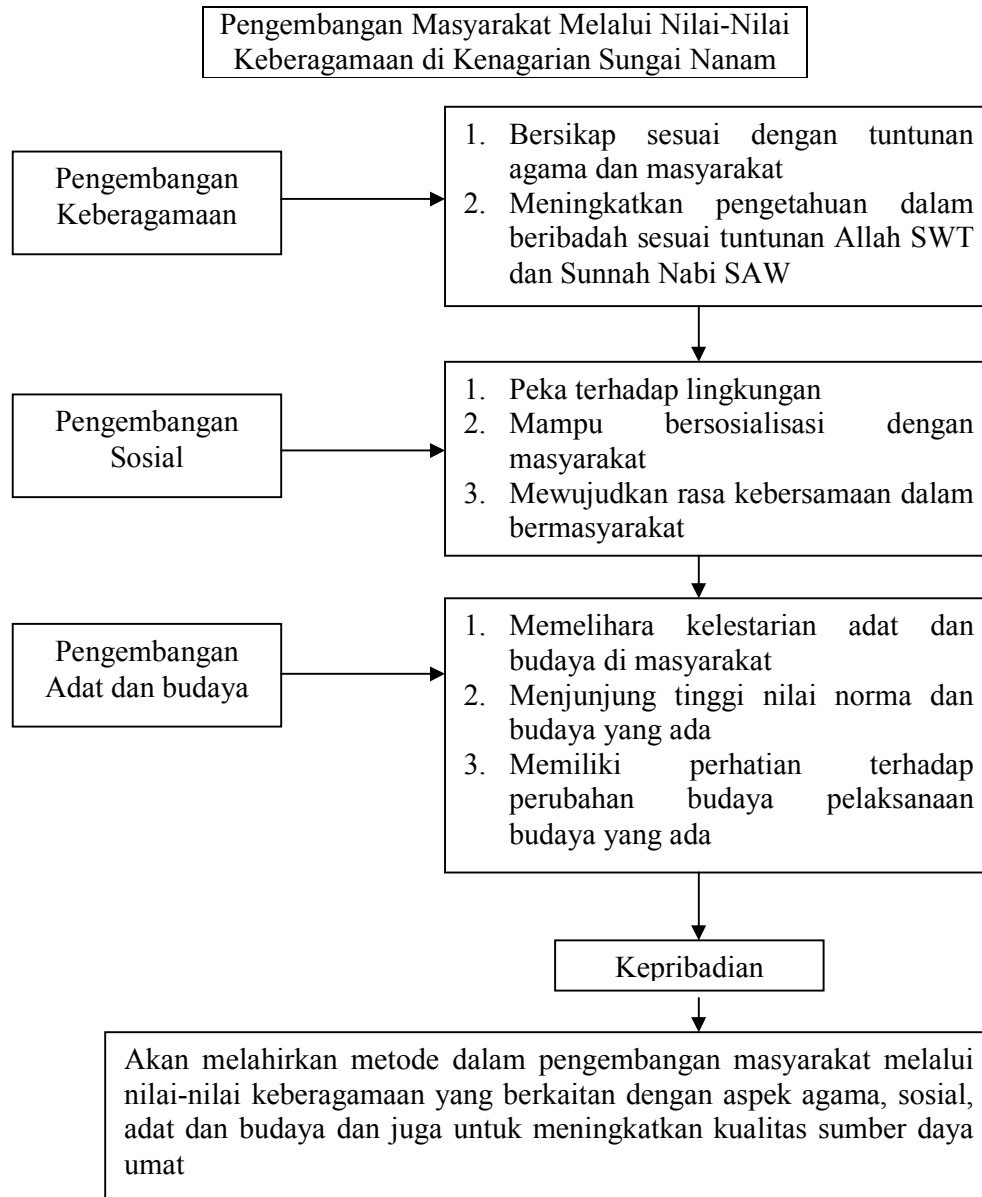 Pengembangan Masyarakat Melalui Nilai-Nilai
Keberagamaan di Kenagarian Sungai Nanam
Pengembangan
Keberagamaan
1. Bersikap sesuai dengan tuntunan
agama dan masyarakat
2. Meningkatkan pengetahuan dalam
beribadah sesuai tuntunan Allah SWT
dan Sunnah Nabi SAW
Pengembangan
Sosial
1. Peka terhadap lingkungan
2. Mampu bersosialisasi dengan
masyarakat
3. Mewujudkan rasa kebersamaan dalam
bermasyarakat
Pengembangan
Adat dan budaya
1. Memelihara kelestarian adat dan
budaya di masyarakat
2. Menjunjung tinggi nilai norma dan
budaya yang ada
3. Memiliki perhatian terhadap
perubahan budaya pelaksanaan
budaya yang ada
Kepribadian
Akan melahirkan metode dalam pengembangan masyarakat melalui
nilai-nilai keberagamaan yang berkaitan dengan aspek agama, sosial,
adat dan budaya dan juga untuk meningkatkan kualitas sumber daya
umat